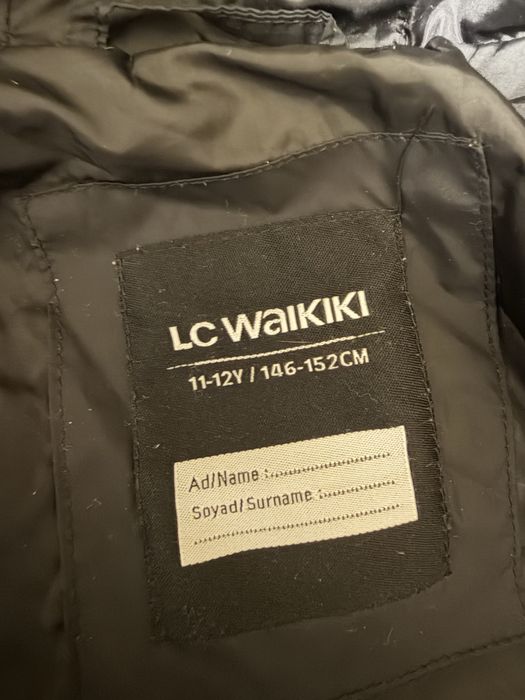 LC WAIKIKI
11-12Y / 146-152CM
Ad/Name :
Soyad/Surname :